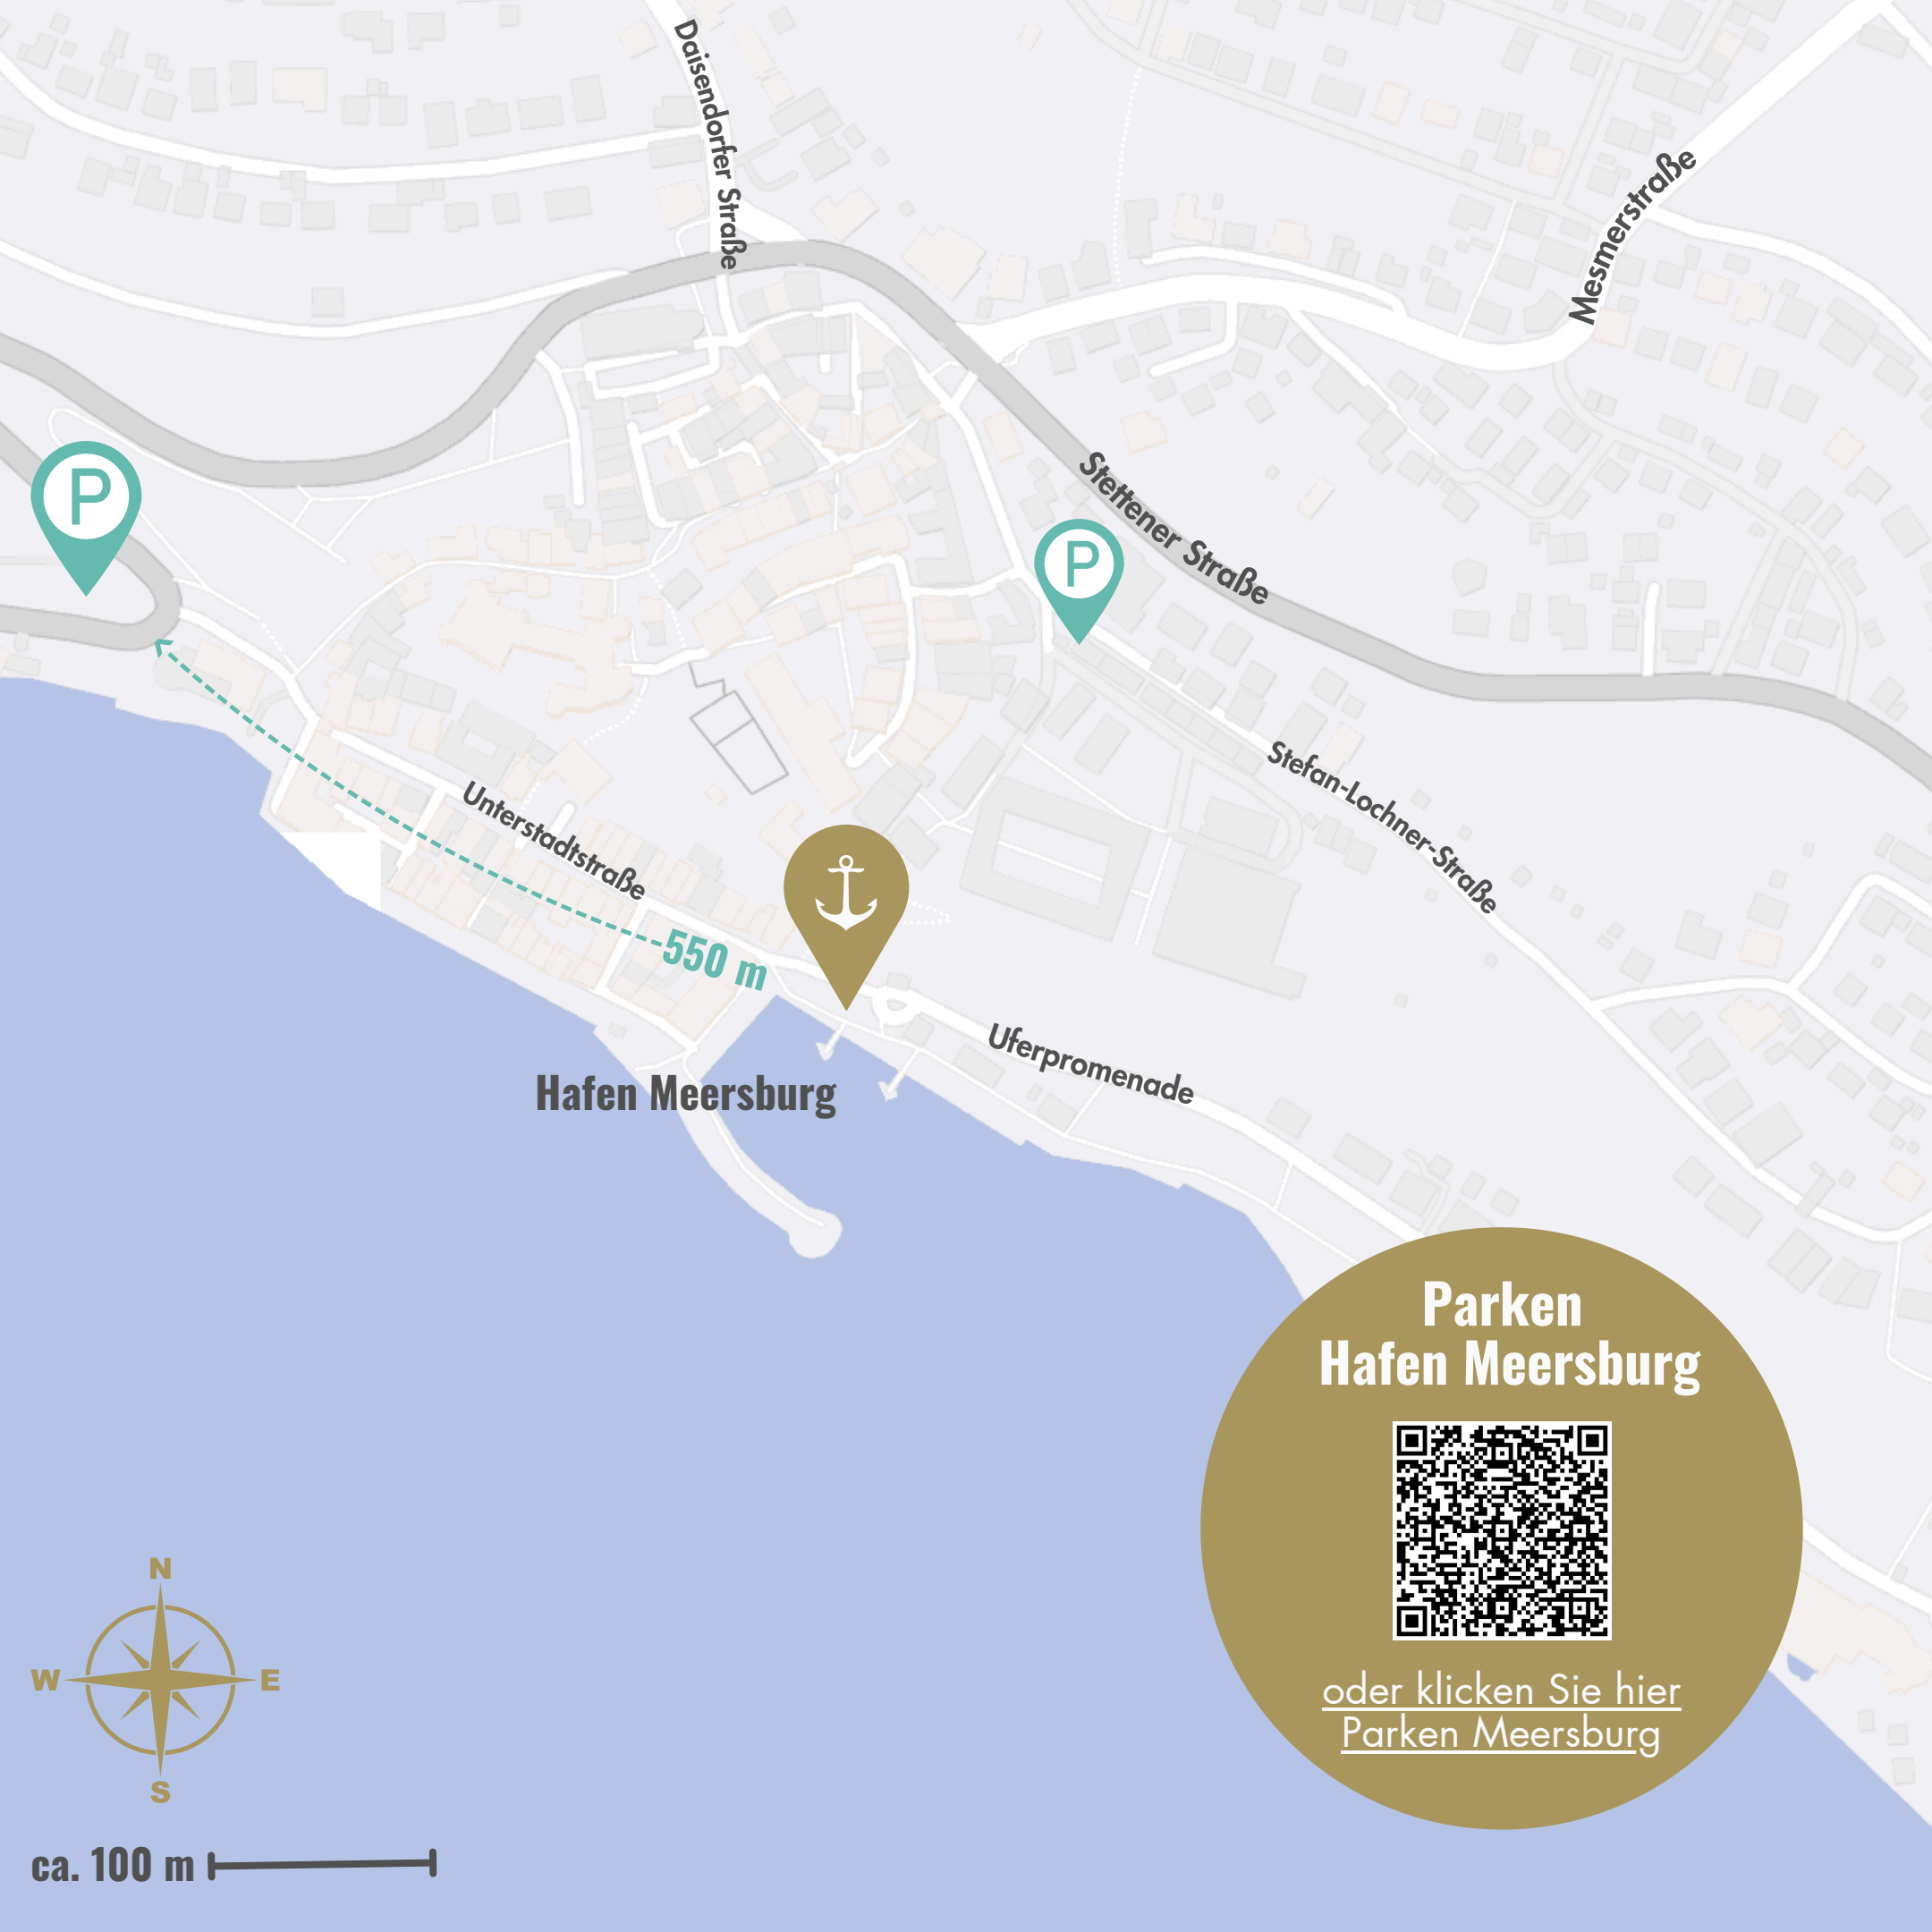 Daisendorfer Straße
Mesmerstraße
P
Stettener Straße
P
Stefan-Lochner-Straße
Unterstadtstraße
550 m
Uferpromenade
Hafen Meersburg
Parken
Hafen Meersburg
oder klicken Sie hier
Parken Meersburg
N
W E
S
ca. 100 m